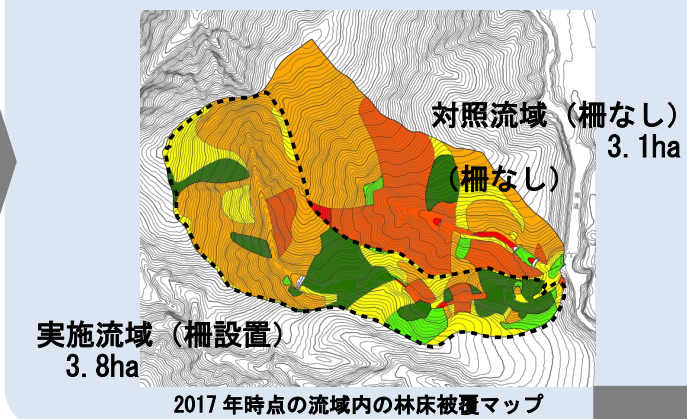 対照流域（柵なし）
3.1ha
（柵なし）
実施流域（柵設置）
3.8ha
2017年時点の流域内の林床被覆マップ